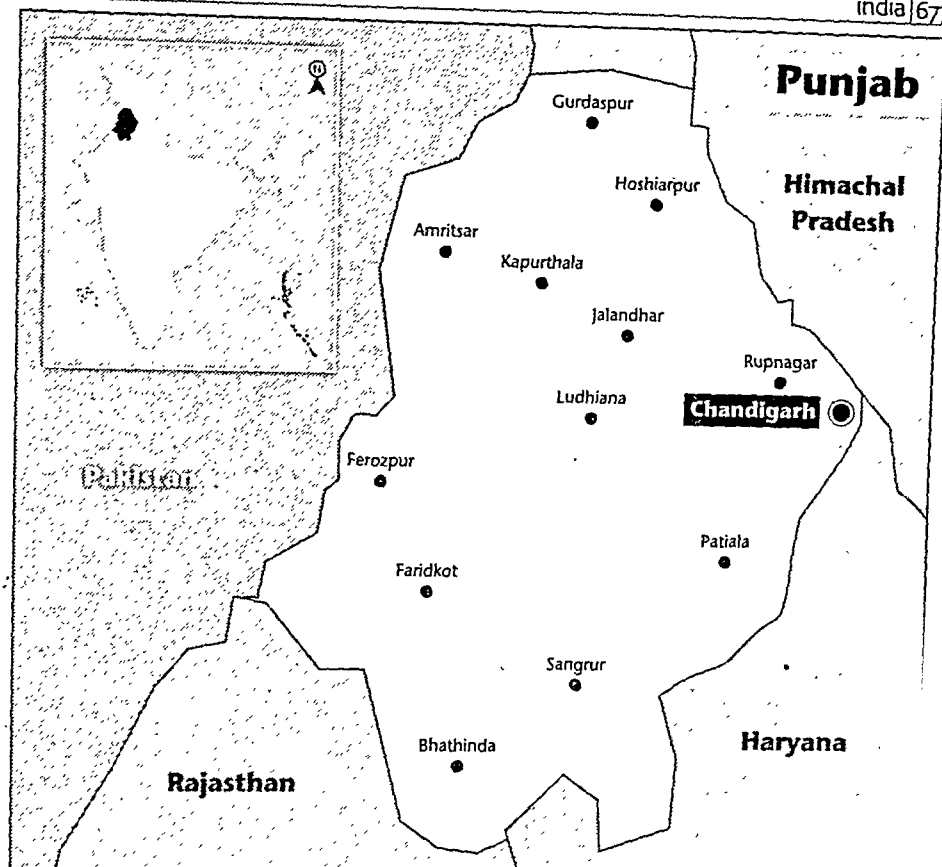 India | 67
Punjab
N
Gurdaspur
Himachal
Pradesh
Hoshiarpur
Amritsar
Kapurthala
Jalandhar
Rupnagar
Ludhiana
Chandigarh
Pakistan
Ferozpur
Patiala
Faridkot
Sangrur
Haryana
Bhathinda
Rajasthan